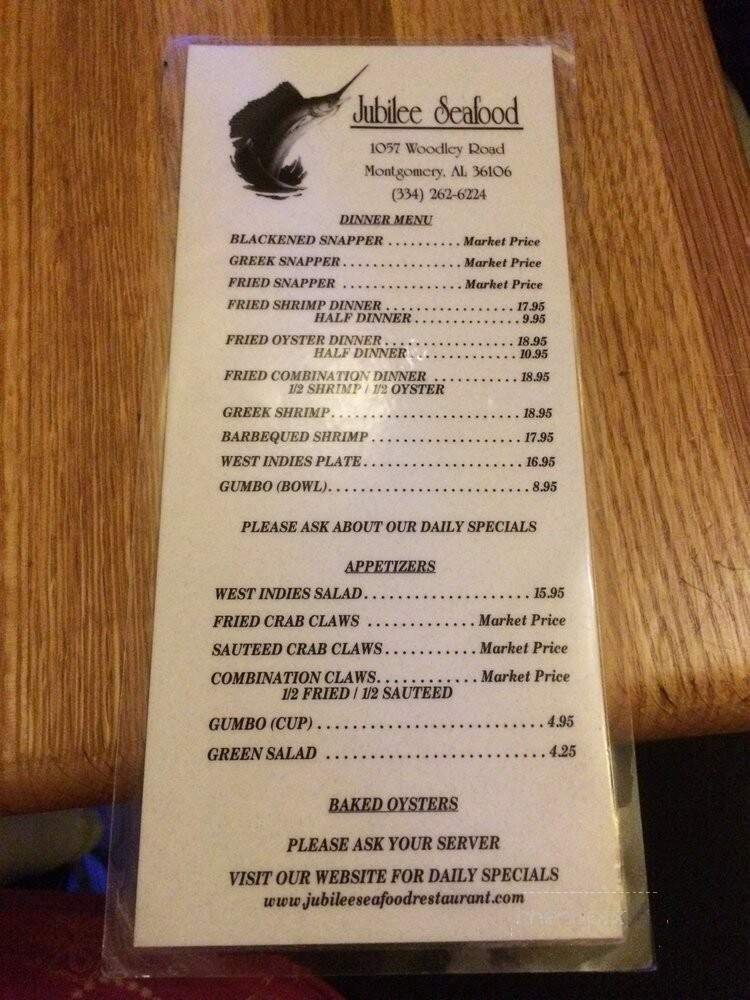 Jubilee Seafood
1057 Woodley Road
Montgomery, AL 36106
(334) 262-6224
DINNER MENU
BLACKENED SNAPPER . . . . . . . . . . Market Price
GREEK SNAPPER . . . . . . . . . . . . . . . . Market Price
FRIED SNAPPER . . . . . . . . . . . . . . . . Market Price
FRIED SHRIMP DINNER . . . . . . . . . . . . . . . . . 17.95
HALF DINNER . . . . . . . . . . . . . 9.95
FRIED OYSTER DINNER . . . . . . . . . . . . . . . . . 18.95
HALF DINNER . . . . . . . . . . . . . 10.95
FRIED COMBINATION DINNER . . . . . . . . . . . 18.95
1/2 SHRIMP / 1/2 OYSTER
GREEK SHRIMP . . . . . . . . . . . . . . . . . . . . . . . . 18.95
BARBEQUED SHRIMP . . . . . . . . . . . . . . . . . . . 17.95
WEST INDIES PLATE . . . . . . . . . . . . . . . . . . . . 16.95
GUMBO (BOWL) . . . . . . . . . . . . . . . . . . . . . . . . . 8.95
PLEASE ASK ABOUT OUR DAILY SPECIALS
APPETIZERS
WEST INDIES SALAD . . . . . . . . . . . . . . . . . . . . 15.95
FRIED CRAB CLAWS . . . . . . . . . . . . . Market Price
SAUTEED CRAB CLAWS . . . . . . . . . . . Market Price
COMBINATION CLAWS . . . . . . . . . . . . Market Price
1/2 FRIED / 1/2 SAUTEED
GUMBO (CUP) . . . . . . . . . . . . . . . . . . . . . . . . . . 4.95
GREEN SALAD . . . . . . . . . . . . . . . . . . . . . . . . . 4.25
BAKED OYSTERS
PLEASE ASK YOUR SERVER
VISIT OUR WEBSITE FOR DAILY SPECIALS
www.jubileeseafoodrestaurant.com